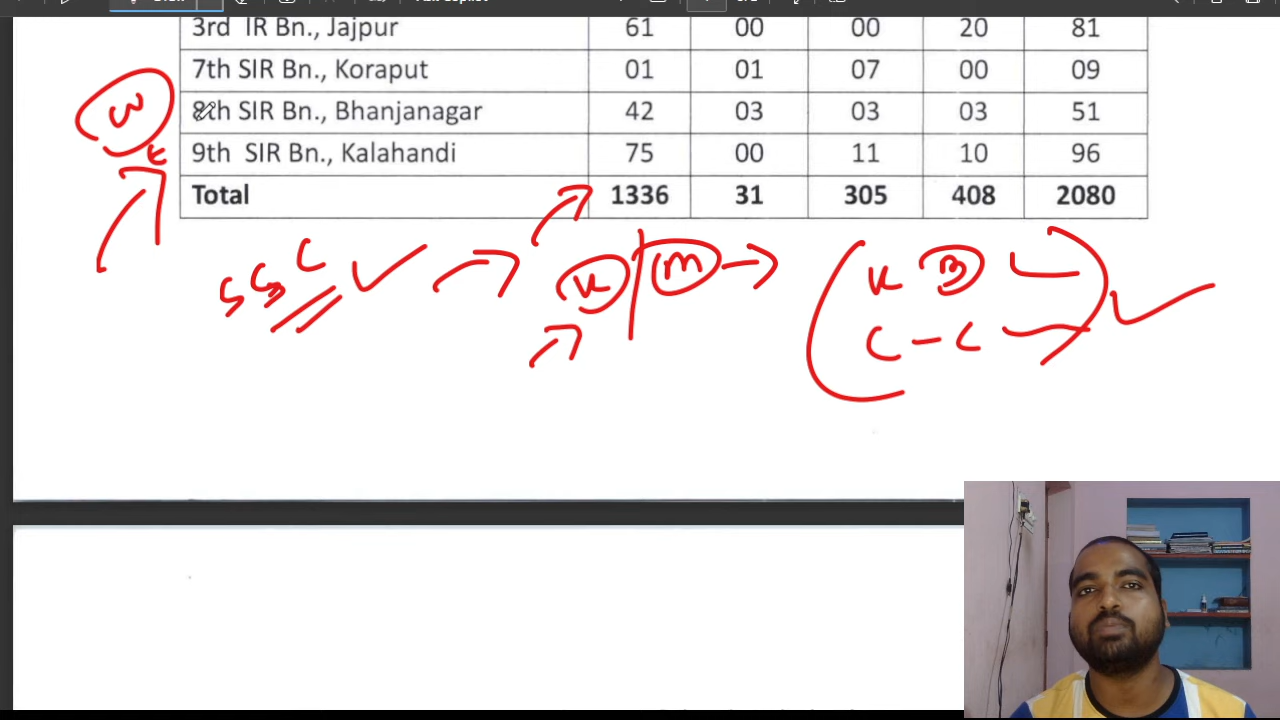 3rd IR Bn., Jajpur 61 00 00 20 81
7th SIR Bn., Koraput 01 01 07 00 09
8th SIR Bn., Bhanjanagar 42 03 03 03 51
9th SIR Bn., Kalahandi 75 00 11 10 96
Total 1336 31 305 408 2080
W
SSC
M